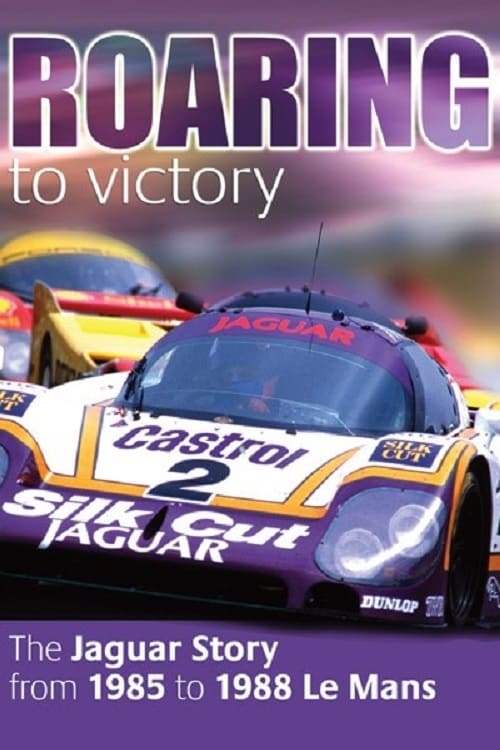 ROARING
to victory
JAGUAR
SILK
CUT
Castrol
SILK
CUT
2
Silk Cut
JAGUAR
DUNLOP
The Jaguar Story
from 1985 to 1988 Le Mans